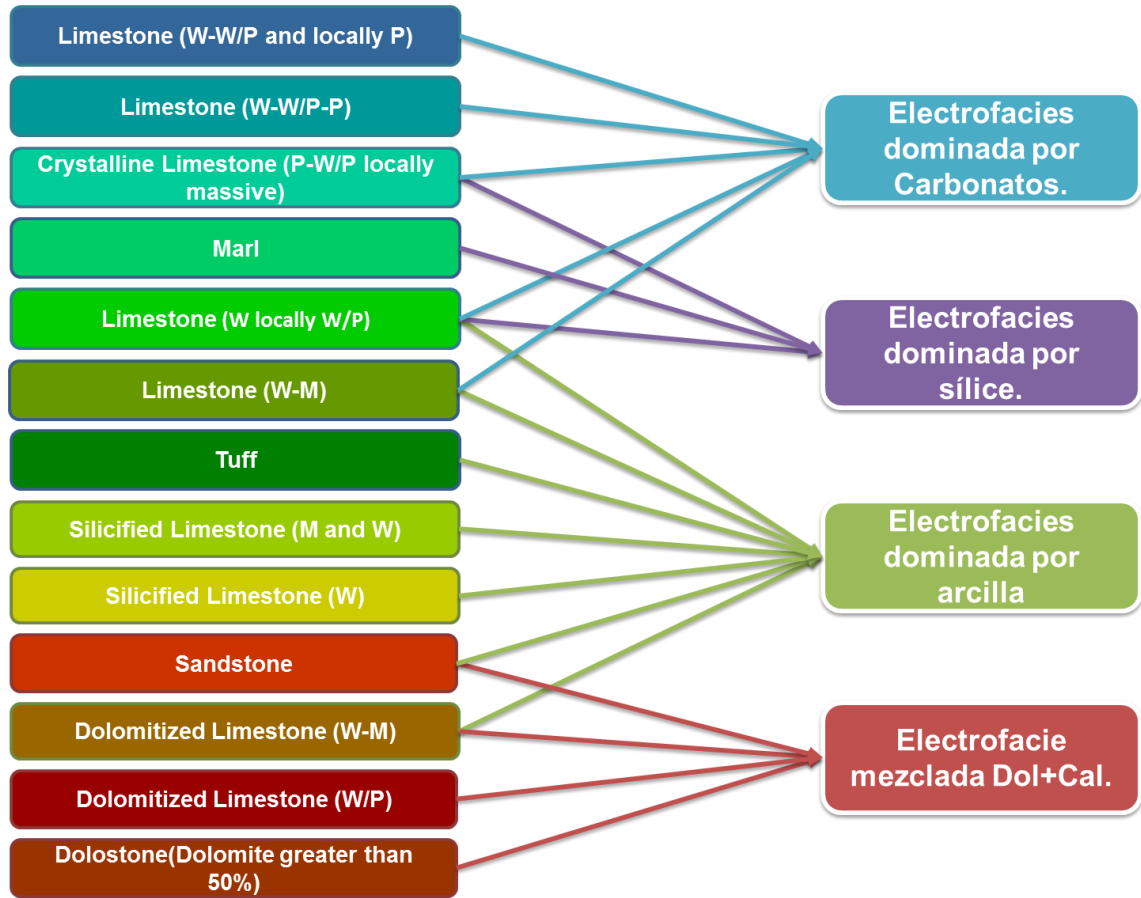 Limestone (W-W/P and locally P)
Limestone (W-W/P-P)
Crystalline Limestone (P-W/P locally
massive)
Marl
Limestone (W locally W/P)
Limestone (W-M)
Tuff
Silicified Limestone (M and W)
Silicified Limestone (W)
Sandstone
Dolomitized Limestone (W-M)
Dolomitized Limestone (W/P)
Dolostone(Dolomite greater than
50%)
Electrofacies
dominada por
Carbonatos.
Electrofacies
dominada por
sílice.
Electrofacies
dominada por
arcilla
Electrofacie
mezclada Dol+Cal.